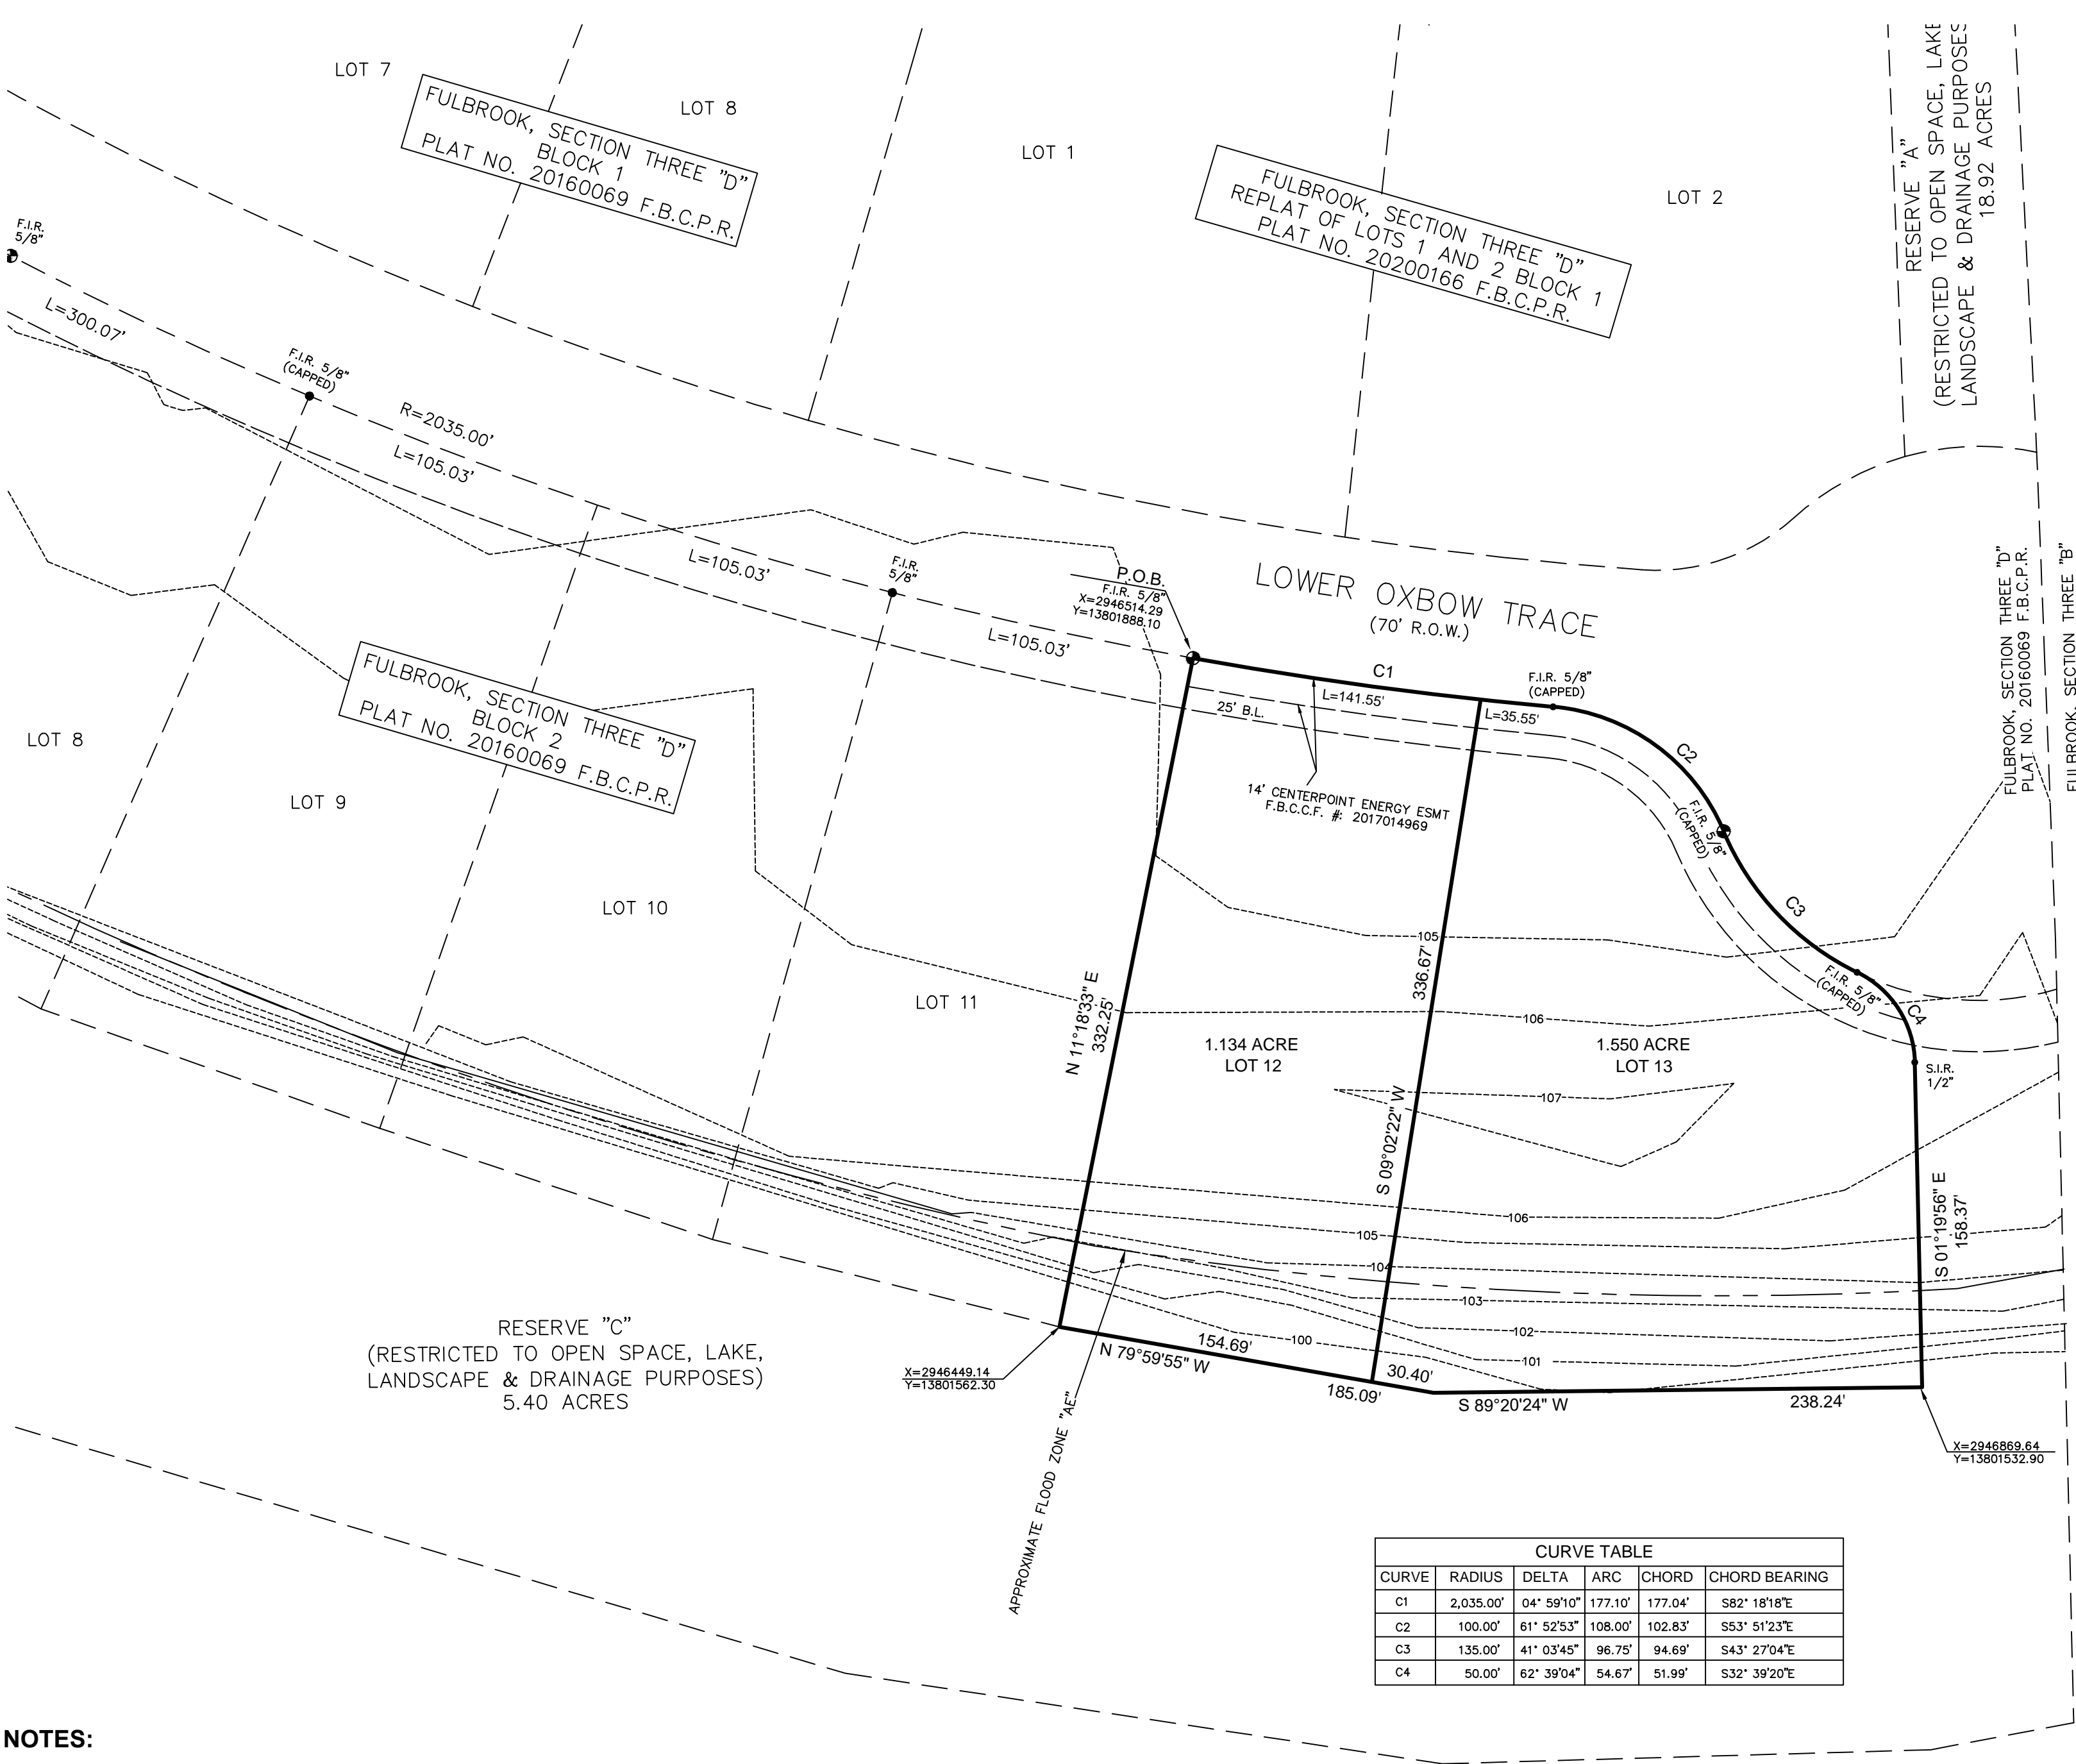 LOT 7
FULBROOK, SECTION THREE "D"
BLOCK 1
PLAT NO. 20160069 F.B.C.P.R.
LOT 8
LOT 1
FULBROOK, SECTION THREE "D"
REPLAT OF LOTS 1 AND 2 BLOCK 1
PLAT NO. 20200166 F.B.C.P.R.
LOT 2
RESERVE "A"
(RESTRICTED TO OPEN SPACE, LAKE
LANDSCAPE & DRAINAGE PURPOSES
18.92 ACRES
F.I.R.
5/8"
L=300.07'
F.I.R. 5/8"
(CAPPED)
R=2035.00'
L=105.03'
L=105.03'
F.I.R.
5/8"
L=105.03'
P.O.B.
F.I.R. 5/8"
X=2946514.29
Y=13801888.10
LOWER OXBOW TRACE
(70' R.O.W.)
C1
L=141.55'
25' B.L.
F.I.R. 5/8"
(CAPPED)
L=35.55'
C2
14' CENTERPOINT ENERGY ESMT
F.B.C.C.F. #: 2017014969
F.I.R. 5/8"
(CAPPED)
C3
F.I.R. 5/8"
(CAPPED)
C4
S.I.R.
1/2"
FULBROOK, SECTION THREE "D"
PLAT NO. 20160069 F.B.C.P.R.
FULBROOK, SECTION THREE "B"
FULBROOK, SECTION THREE "D"
BLOCK 2
PLAT NO. 20160069 F.B.C.P.R.
LOT 8
LOT 9
LOT 10
LOT 11
N 11°18'33" E
332.25'
105
336.67'
106
1.134 ACRE
LOT 12
1.550 ACRE
LOT 13
107
S 09°02'22" W
S 01°19'56" E
158.37'
106
105
104
103
102
101
100
154.69'
N 79°59'55" W
30.40'
185.09'
S 89°20'24" W
238.24'
RESERVE "C"
(RESTRICTED TO OPEN SPACE, LAKE,
LANDSCAPE & DRAINAGE PURPOSES)
5.40 ACRES
X=2946449.14
Y=13801562.30
X=2946869.64
Y=13801532.90
APPROXIMATE FLOOD ZONE "AE"
CURVE TABLE
CURVE RADIUS DELTA ARC CHORD CHORD BEARING
C1 2,035.00' 04° 59'10" 177.10' 177.04' S82° 18'18"E
C2 100.00' 61° 52'53" 108.00' 102.83' S53° 51'23"E
C3 135.00' 41° 03'45" 96.75' 94.69' S43° 27'04"E
C4 50.00' 62° 39'04" 54.67' 51.99' S32° 39'20"E
NOTES: